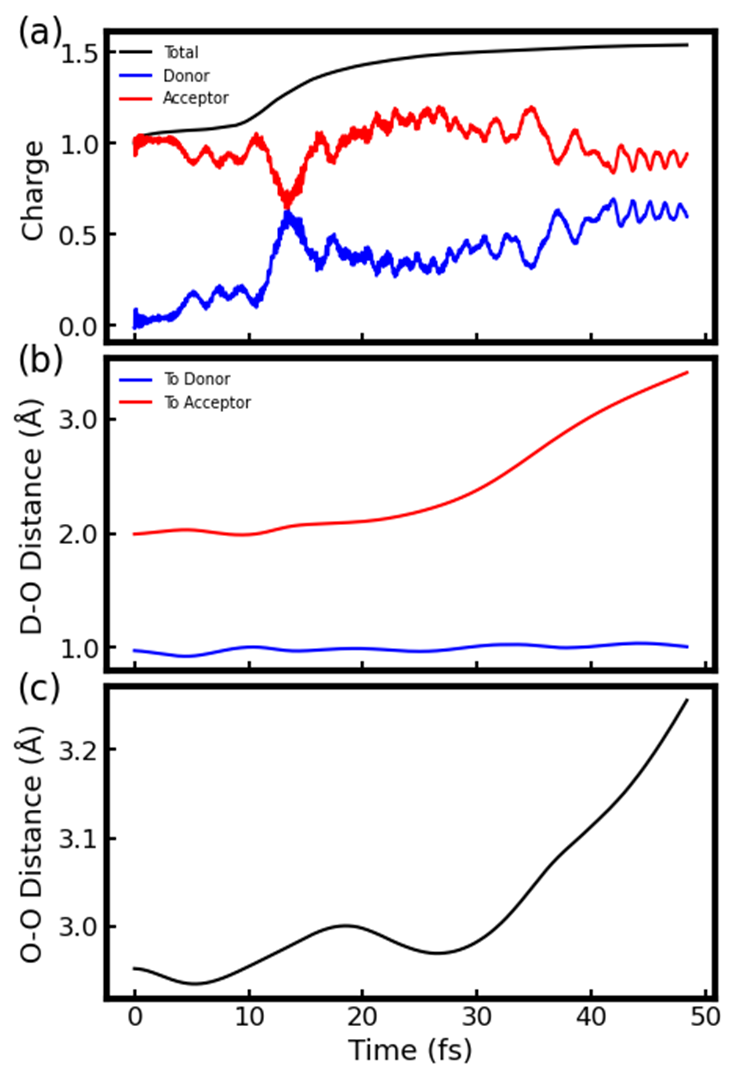 (a)
1.5
1.0
0.5
0.0
Charge
Total
Donor
Acceptor
(b)
3.0
2.0
1.0
D-O Distance (Å)
To Donor
To Acceptor
(c)
3.2
3.1
3.0
O-O Distance (Å)
0 10 20 30 40 50
Time (fs)